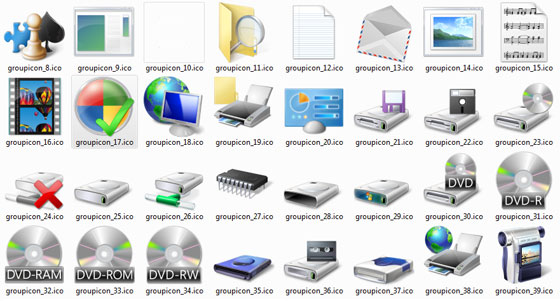 groupicon_8.ico groupicon_9.ico groupicon_10.ico groupicon_11.ico groupicon_12.ico groupicon_13.ico groupicon_14.ico groupicon_15.ico
groupicon_16.ico groupicon_17.ico groupicon_18.ico groupicon_19.ico groupicon_20.ico groupicon_21.ico groupicon_22.ico groupicon_23.ico
DVD DVD-R
groupicon_24.ico groupicon_25.ico groupicon_26.ico groupicon_27.ico groupicon_28.ico groupicon_29.ico groupicon_30.ico groupicon_31.ico
DVD-RAM DVD-ROM DVD-RW
groupicon_32.ico groupicon_33.ico groupicon_34.ico groupicon_35.ico groupicon_36.ico groupicon_37.ico groupicon_38.ico groupicon_39.ico